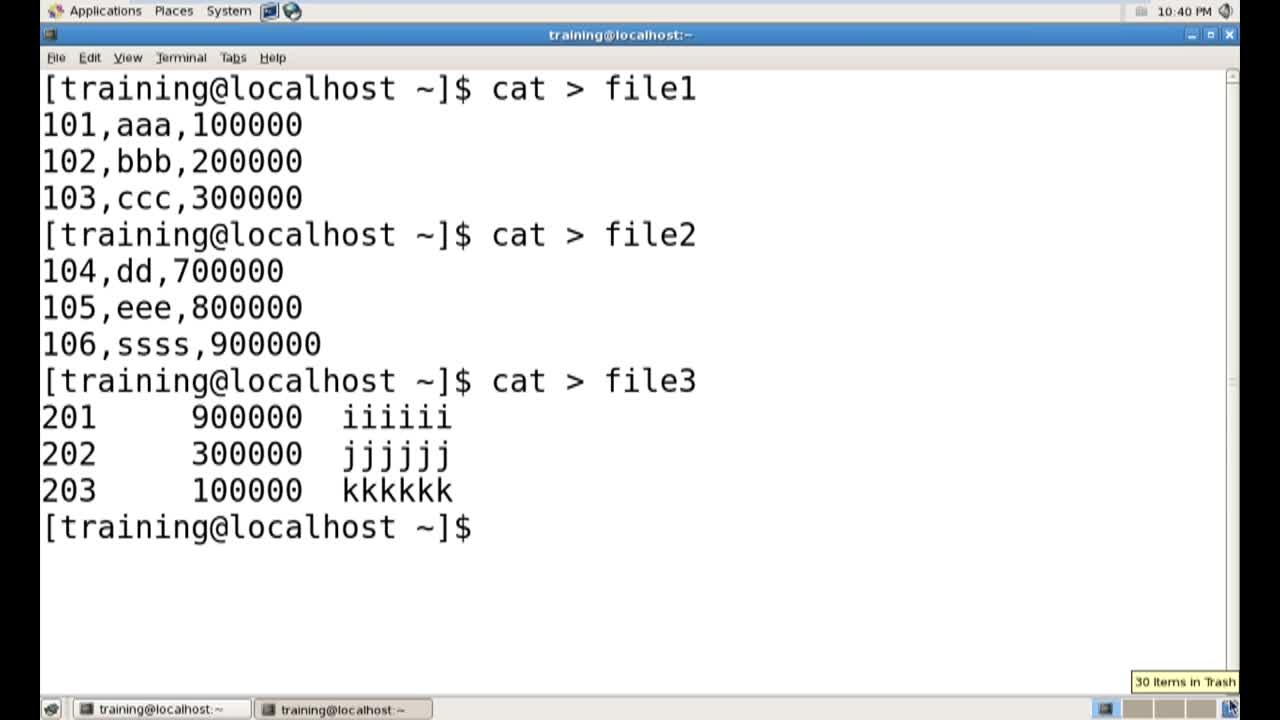 Applications Places System 10:40 PM
training@localhost:~
File Edit View Terminal Tabs Help
[training@localhost ~]$ cat > file1
101,aaa,100000
102,bbb,200000
103,ccc,300000
[training@localhost ~]$ cat > file2
104,dd,700000
105,eee,800000
106,ssss,900000
[training@localhost ~]$ cat > file3
201 900000 iiiiii
202 300000 jjjjjj
203 100000 kkkkkk
[training@localhost ~]$
30 Items in Trash
training@localhost:~ training@localhost:~